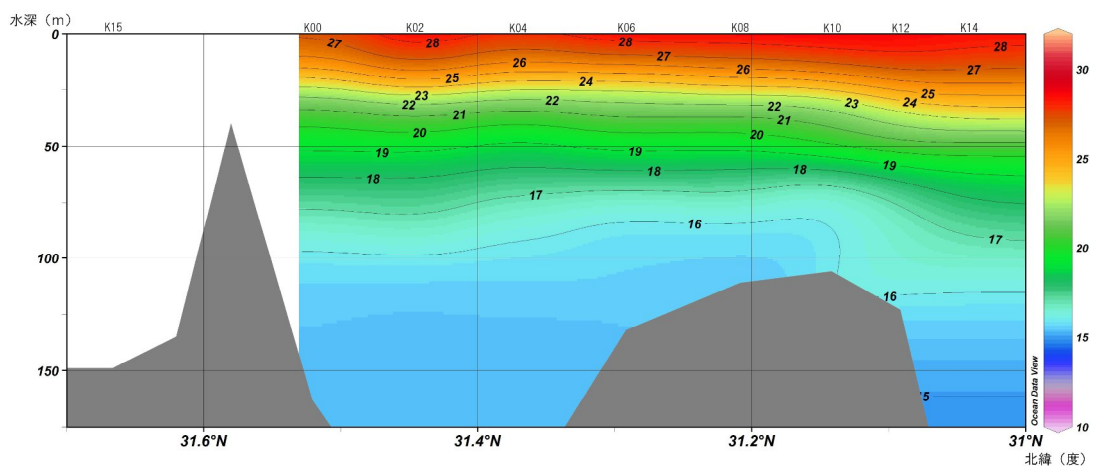 水深（m）
K15 K00 K02 K04 K06 K08 K10 K12 K14
0
50
100
150
27 28 28 28
26 27 26 27
25 24 25
23 22 22 22 23 24
21 21
20 20
19 19 19
18 18 18
17 17
16 16
15
31.6°N 31.4°N 31.2°N 31°N
北緯（度）
Ocean Data View
30
25
20
15
10